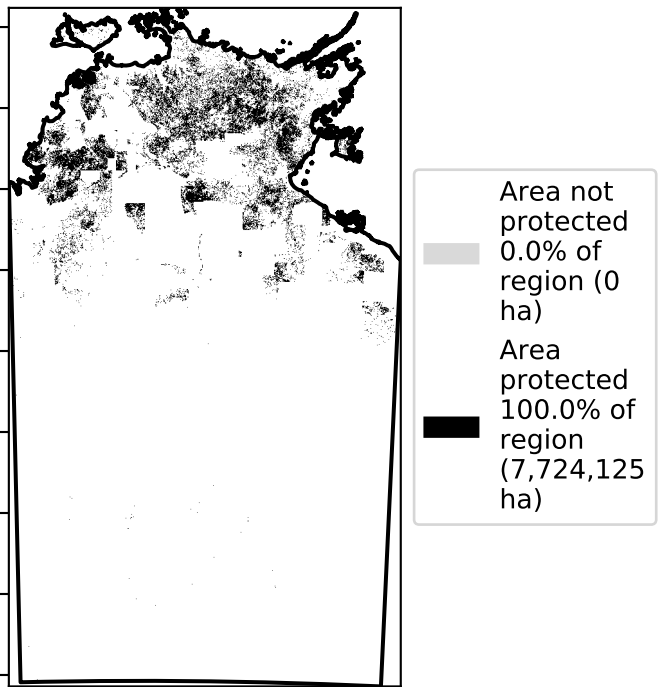 Area not
protected
0.0% of
region (0
ha)
Area
protected
100.0% of
region
(7,724,125
ha)